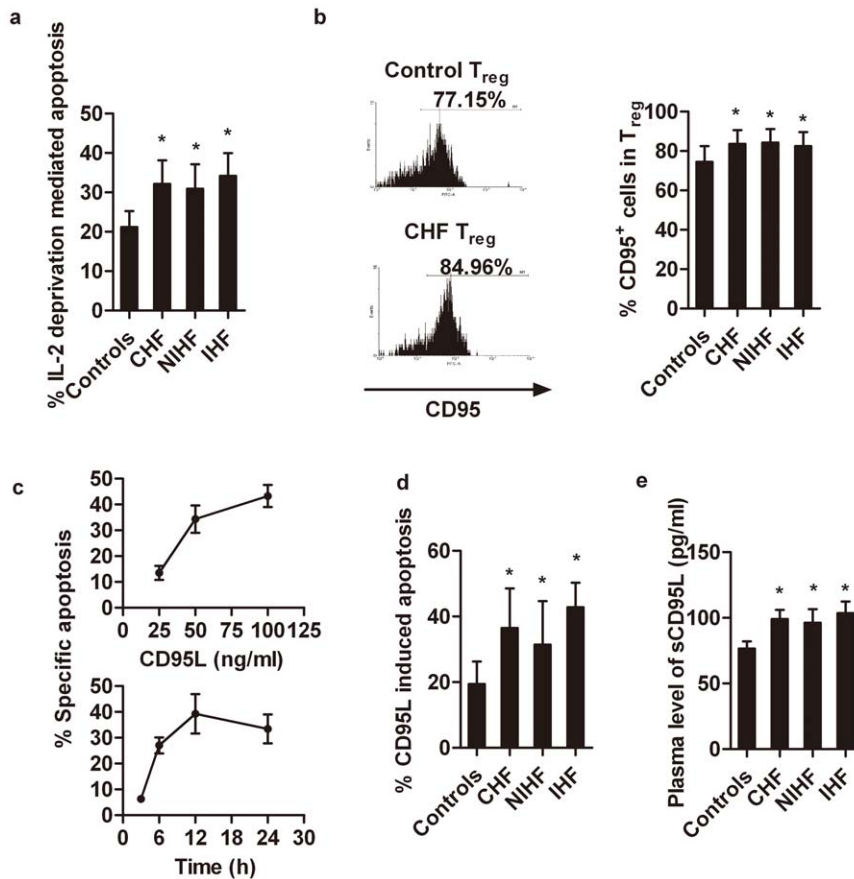 a
% IL-2 deprivation mediated apoptosis
50
40
30
20
10
0
Controls
CHF
NIHF
IHF
*
*
*
b
Control Treg
77.15%
Events
FITC-A
CHF Treg
84.96%
Events
CD95
% CD95+ cells in Treg
100
80
60
40
20
0
Controls
CHF
NIHF
IHF
*
*
*
c
% Specific apoptosis
50
40
30
20
10
0
0 25 50 75 100 125
CD95L (ng/ml)
50
40
30
20
10
0
0 6 12 18 24 30
Time (h)
d
% CD95L induced apoptosis
60
40
20
0
Controls
CHF
NIHF
IHF
*
*
*
e
Plasma level of sCD95L (pg/ml)
150
100
50
0
Controls
CHF
NIHF
IHF
*
*
*